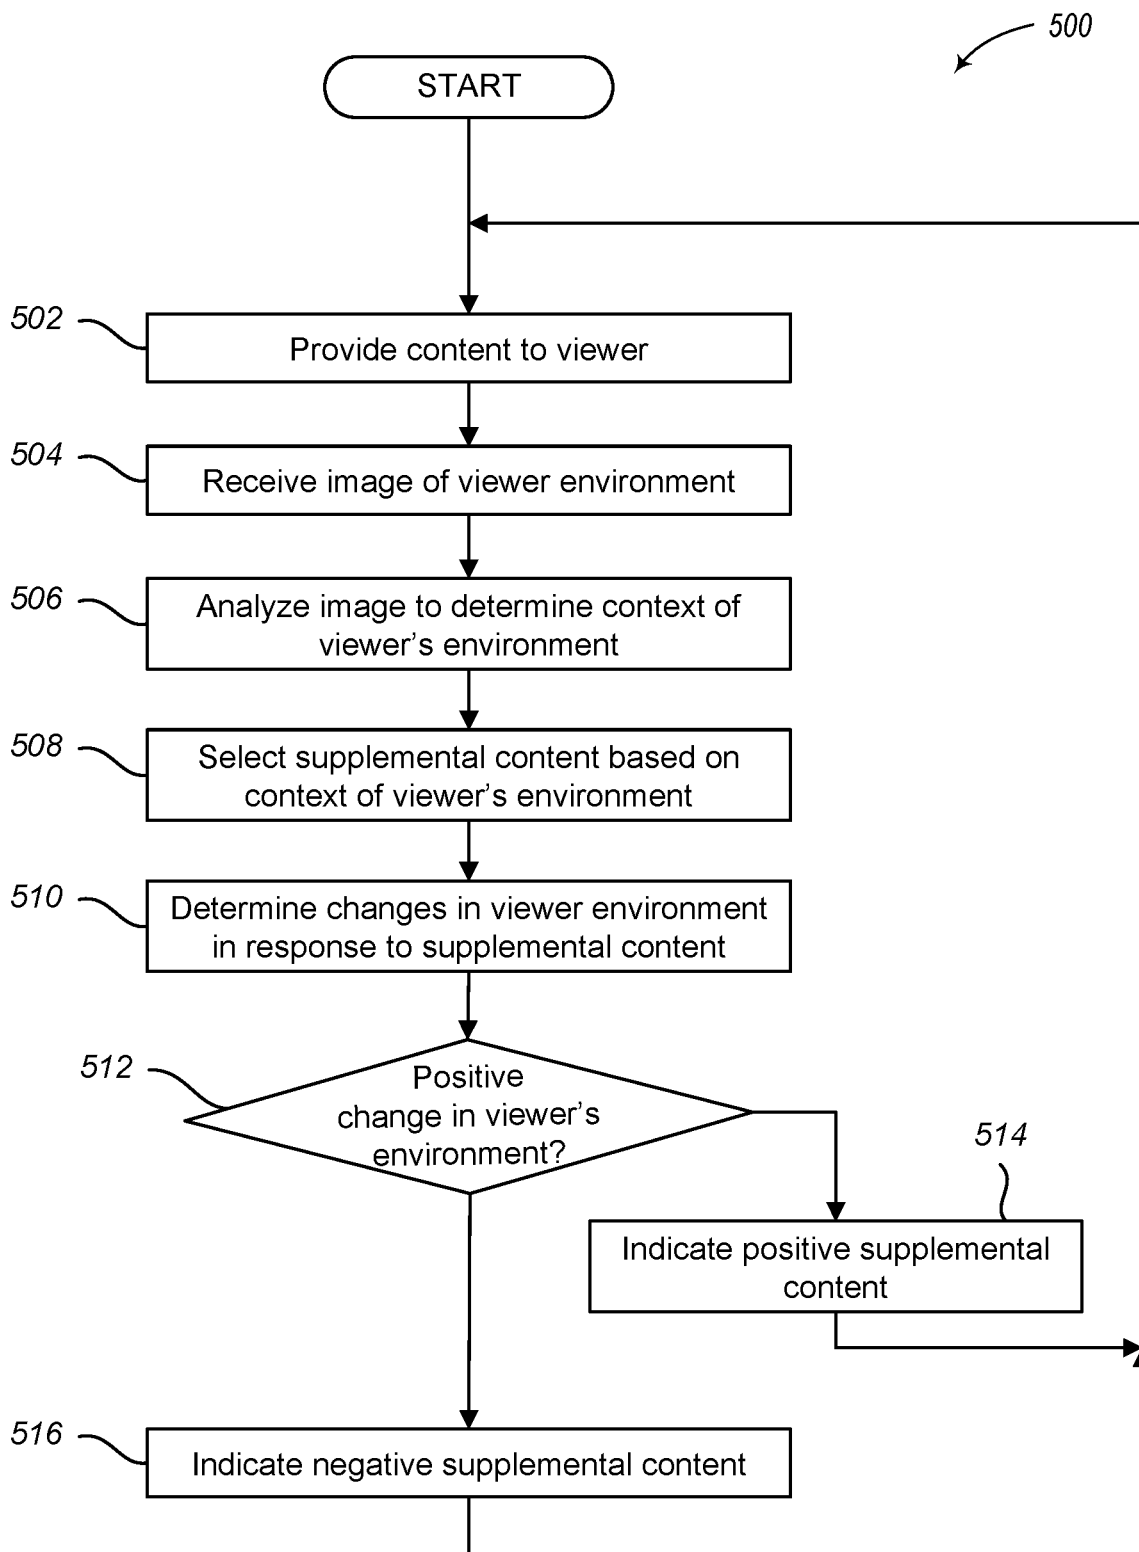 500
START
502
Provide content to viewer
504
Receive image of viewer environment
506
Analyze image to determine context of
viewer's environment
508
Select supplemental content based on
context of viewer's environment
510
Determine changes in viewer environment
in response to supplemental content
512
Positive
change in viewer's
environment?
514
Indicate positive supplemental
content
516
Indicate negative supplemental content